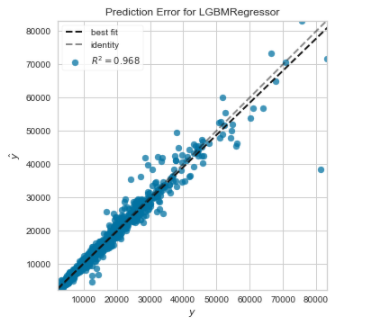 Prediction Error for LGBMRegressor
best fit
identity
R² = 0.968
80000
70000
60000
50000
40000
30000
20000
10000
ŷ
10000 20000 30000 40000 50000 60000 70000 80000
y